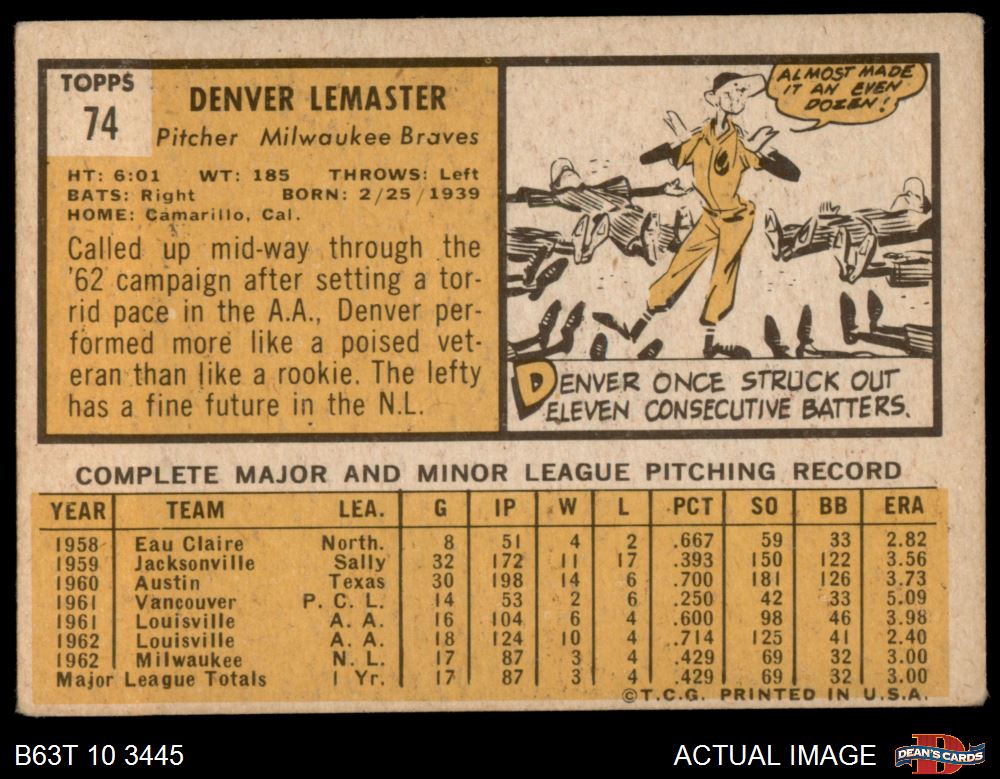 TOPPS
74
DENVER LEMASTER
Pitcher Milwaukee Braves
HT: 6:01 WT: 185 THROWS: Left
BATS: Right BORN: 2/25/1939
HOME: Camarillo, Cal.
Called up mid-way through the
'62 campaign after setting a tor-
rid pace in the A.A., Denver per-
formed more like a poised vet-
eran than like a rookie. The lefty
has a fine future in the N.L.
ALMOST MADE
IT AN EVEN
DOZEN!
DENVER ONCE STRUCK OUT
ELEVEN CONSECUTIVE BATTERS.
COMPLETE MAJOR AND MINOR LEAGUE PITCHING RECORD
YEAR TEAM LEA. G IP W L PCT SO BB ERA
1958 Eau Claire North. 8 51 4 2 .667 59 33 2.82
1959 Jacksonville Sally 32 172 11 17 .393 150 122 3.56
1960 Austin Texas 30 198 14 6 .700 181 126 3.73
1961 Vancouver P. C. L. 14 53 2 6 .250 42 33 5.09
1961 Louisville A. A. 16 104 6 4 .600 98 46 3.98
1962 Louisville A. A. 18 124 10 4 .714 125 41 2.40
1962 Milwaukee N. L. 17 87 3 4 .429 69 32 3.00
Major League Totals 1 Yr. 17 87 3 4 .429 69 32 3.00
©T.C.G. PRINTED IN U.S.A.
B63T 10 3445 ACTUAL IMAGE DEAN'S CARDS